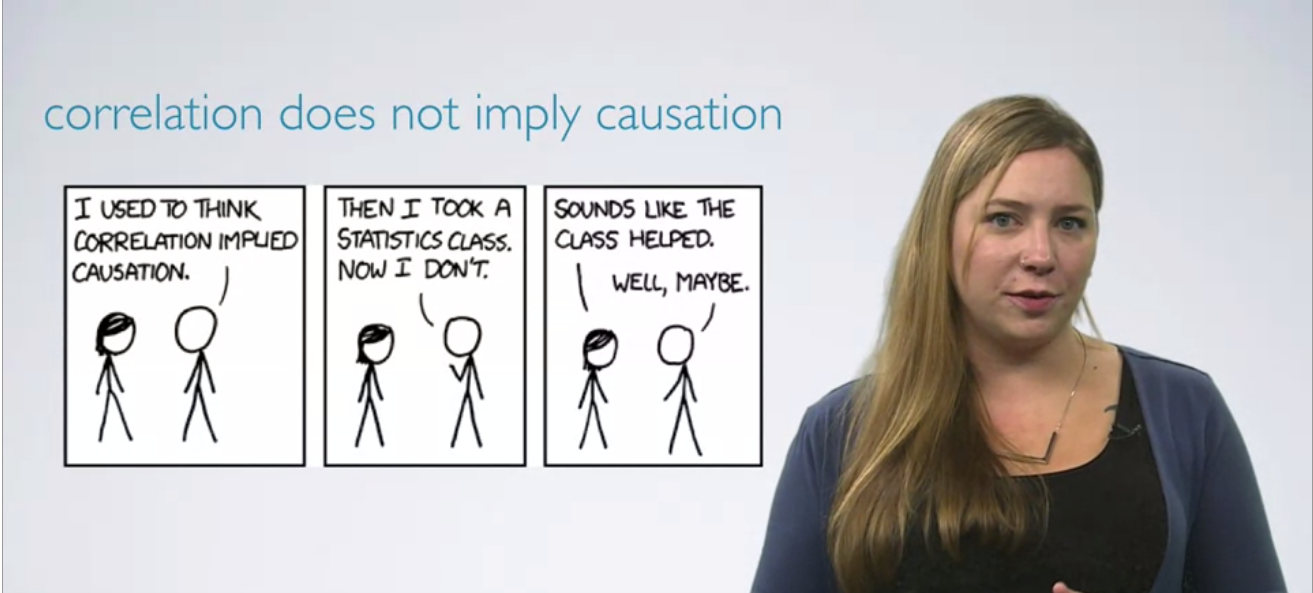 correlation does not imply causation
I USED TO THINK
CORRELATION IMPLIED
CAUSATION.
THEN I TOOK A
STATISTICS CLASS.
NOW I DON'T.
SOUNDS LIKE THE
CLASS HELPED.
WELL, MAYBE.